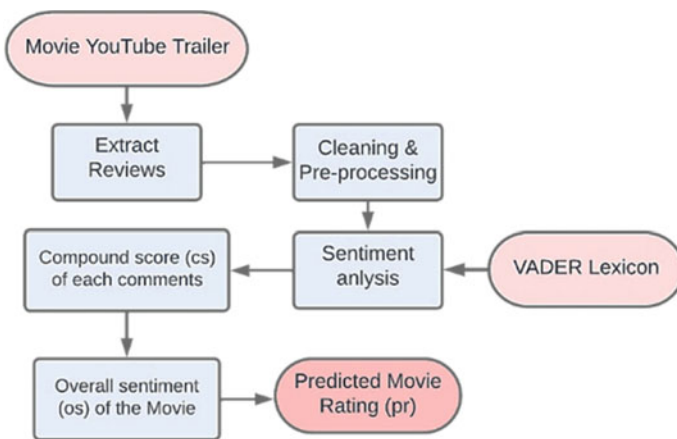 Movie YouTube Trailer
Extract
Reviews
Cleaning &
Pre-processing
Sentiment
anlysis
VADER Lexicon
Compound score (cs)
of each comments
Overall sentiment
(os) of the Movie
Predicted Movie
Rating (pr)